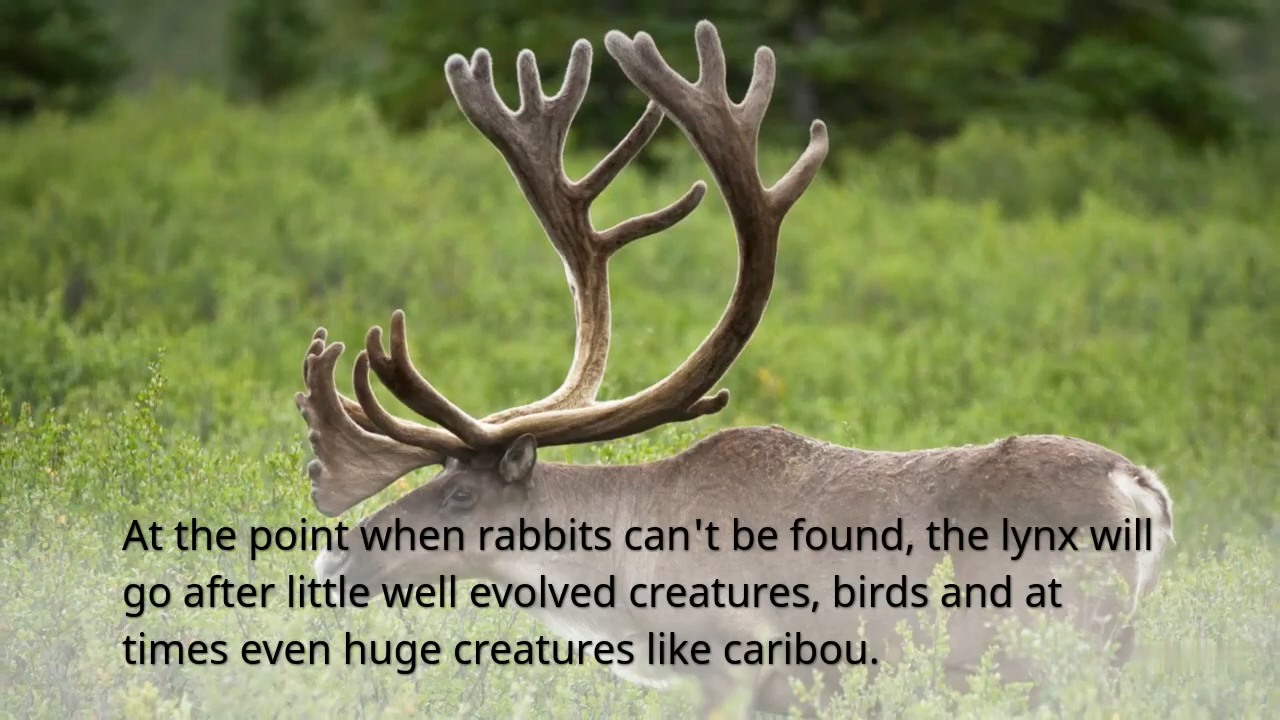 At the point when rabbits can't be found, the lynx will
go after little well evolved creatures, birds and at
times even huge creatures like caribou.